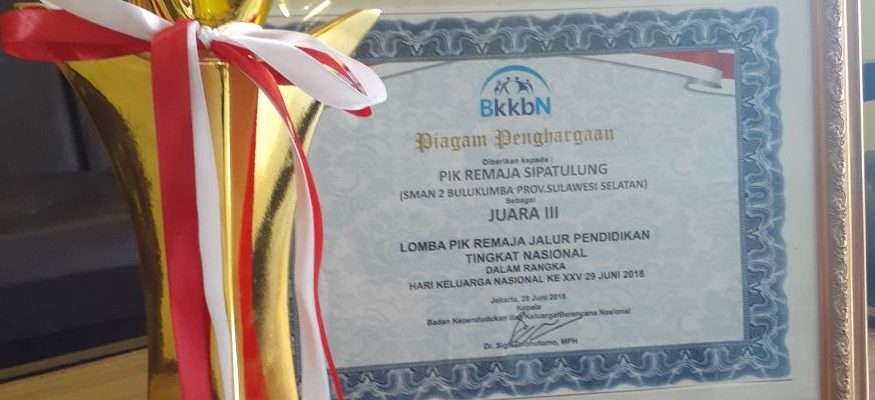 BkkbN
Piagam Penghargaan
Diberikan kepada :
PIK REMAJA SIPATULUNG
(SMAN 2 BULUKUMBA PROV.SULAWESI SELATAN)
Sebagai
JUARA III
LOMBA PIK REMAJA JALUR PENDIDIKAN
TINGKAT NASIONAL
DALAM RANGKA
HARI KELUARGA NASIONAL KE XXV 29 JUNI 2018
Jakarta, 29 Juni 2018
Kepala
Badan Kependudukan dan Keluarga Berencana Nasional
Dr. MPH